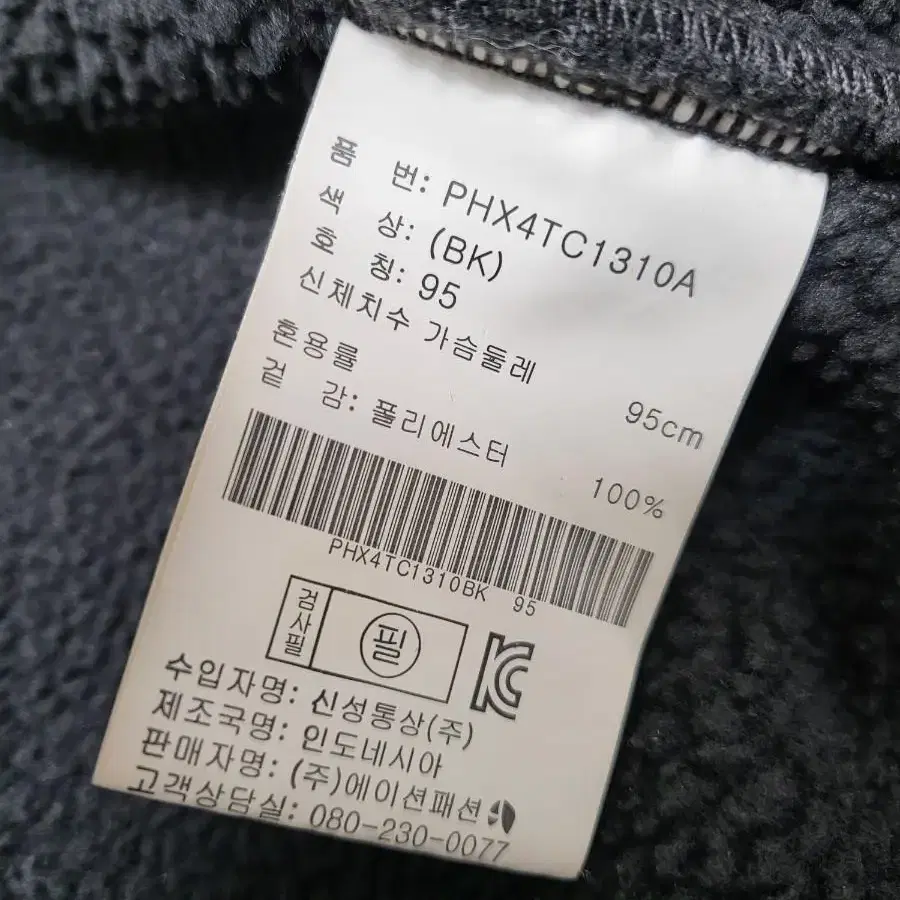 품 번: PHX4TC1310A
색 상: (BK)
호 칭: 95
신체치수 가슴둘레 95cm
혼용률
겉 감: 폴리에스터 100%
PHX4TC1310BK 95
검사필 필
수입자명: 신성통상(주)
제조국명: 인도네시아
판매자명: (주)에이션패션
고객상담실: 080-230-0077